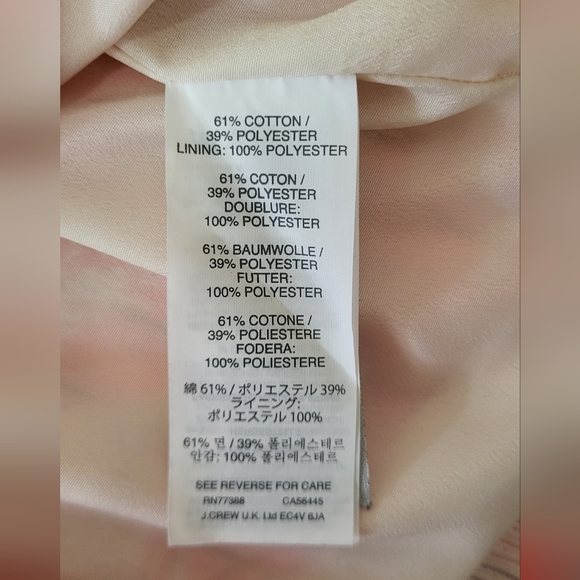 61% COTTON /
39% POLYESTER
LINING: 100% POLYESTER
61% COTON /
39% POLYESTER
DOUBLURE:
100% POLYESTER
61% BAUMWOLLE /
39% POLYESTER
FUTTER:
100% POLYESTER
61% COTONE /
39% POLIESTERE
FODERA:
100% POLIESTERE
綿 61% / ポリエステル 39%
ライニング:
ポリエステル 100%
61% 면 / 39% 폴리에스테르
안감: 100% 폴리에스테르
SEE REVERSE FOR CARE
RN77388 CA56445
J.CREW U.K. Ltd EC4V 6JA